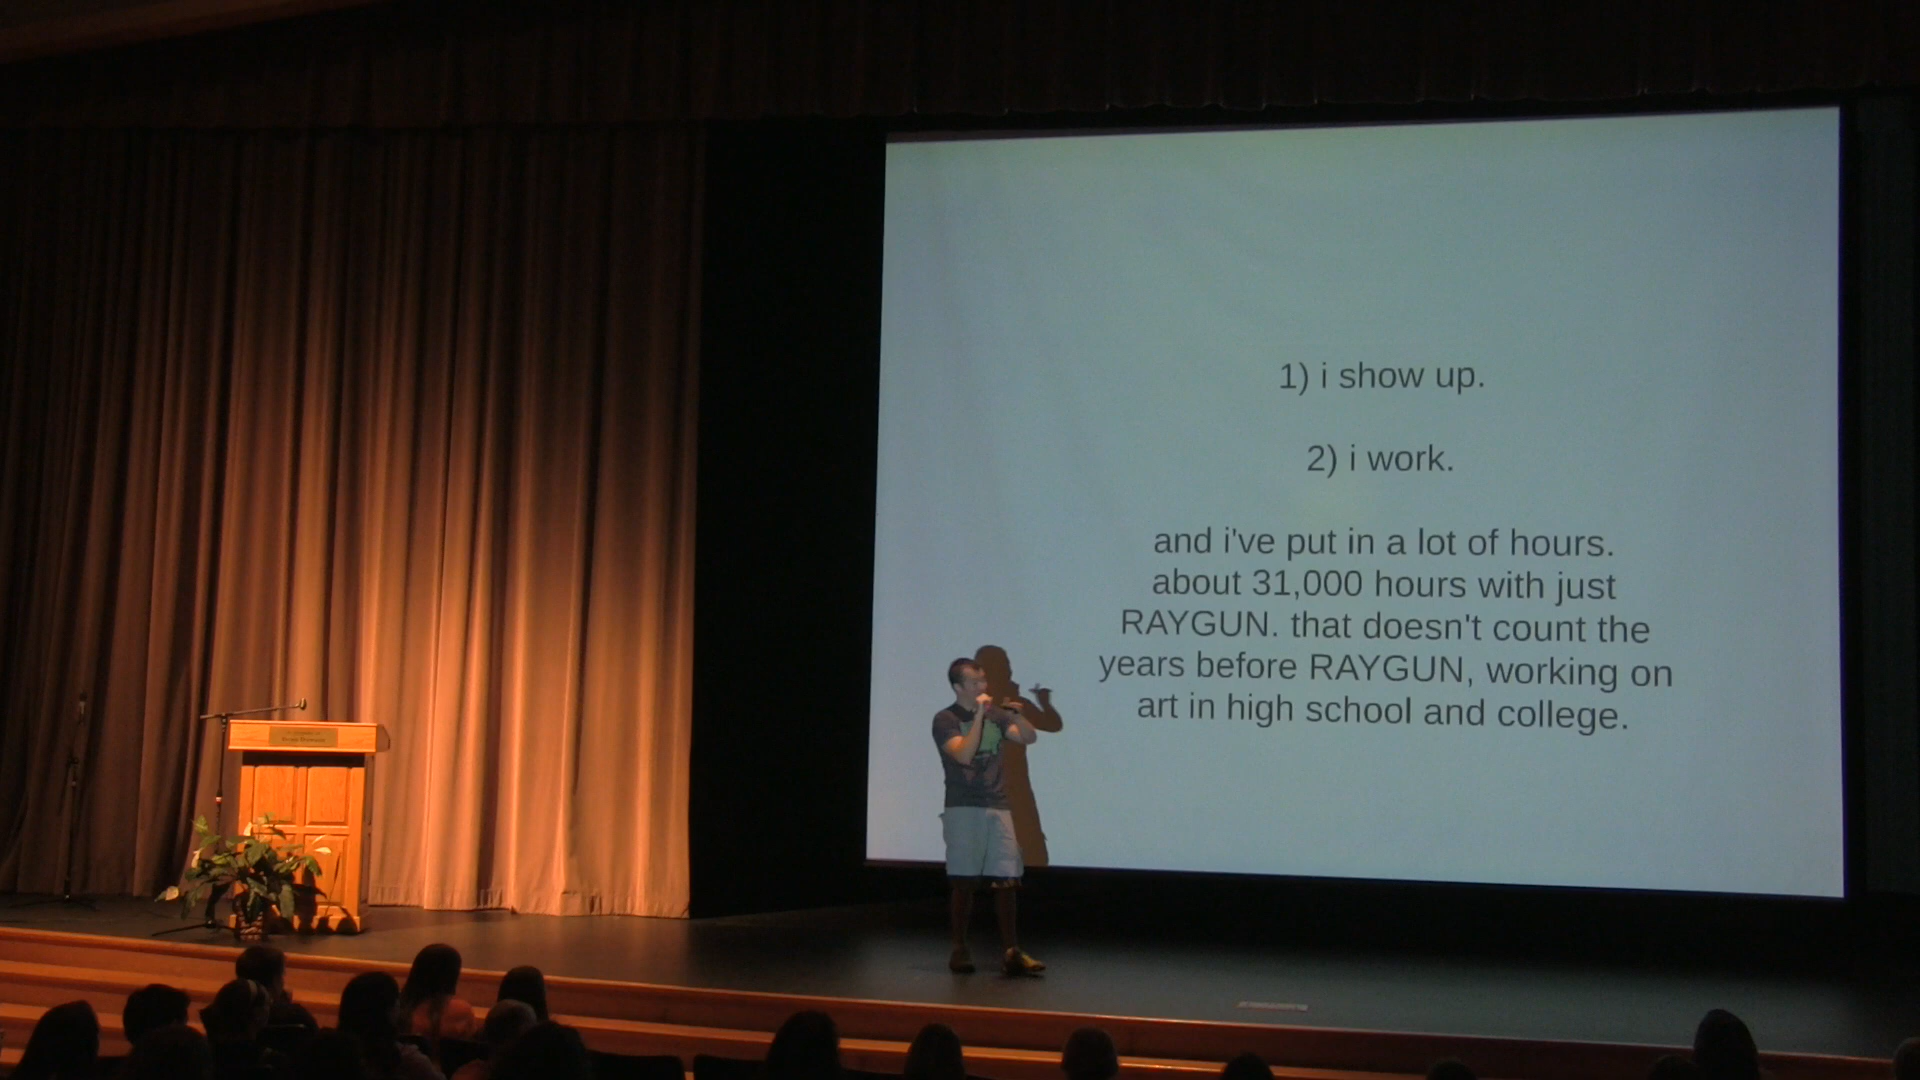 1) i show up.
2) i work.
and i've put in a lot of hours.
about 31,000 hours with just
RAYGUN. that doesn't count the
years before RAYGUN, working on
art in high school and college.